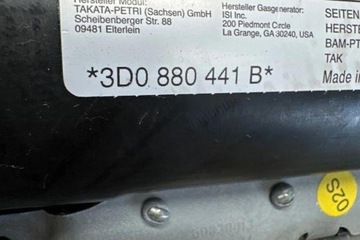 Hersteller Modul:
TAKATA-PETRI (Sachsen) GmbH
Scheibenberger Str. 88
09481 Elterlein
Hersteller Gasgenerator:
ISI Inc.
200 Piedmont Circle
La Grange, GA 30240, USA
*3D0 880 441 B*
SEITEN
HERSTE
BAM-PT
TAK
Made in
02S